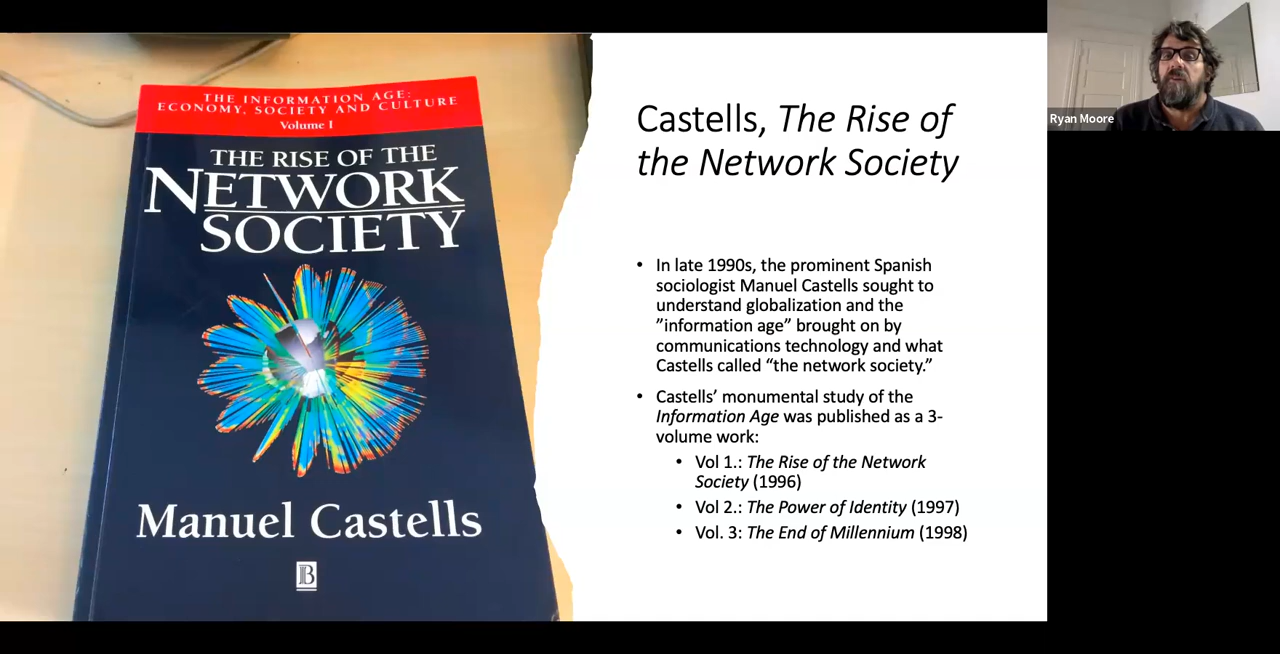 THE INFORMATION AGE:
ECONOMY, SOCIETY AND CULTURE
Volume I
THE RISE OF THE
NETWORK
SOCIETY
Manuel Castells
B
Castells, The Rise of
the Network Society
• In late 1990s, the prominent Spanish
sociologist Manuel Castells sought to
understand globalization and the
”information age” brought on by
communications technology and what
Castells called “the network society.”
• Castells’ monumental study of the
Information Age was published as a 3-
volume work:
• Vol 1.: The Rise of the Network
Society (1996)
• Vol 2.: The Power of Identity (1997)
• Vol. 3: The End of Millennium (1998)
Ryan Moore